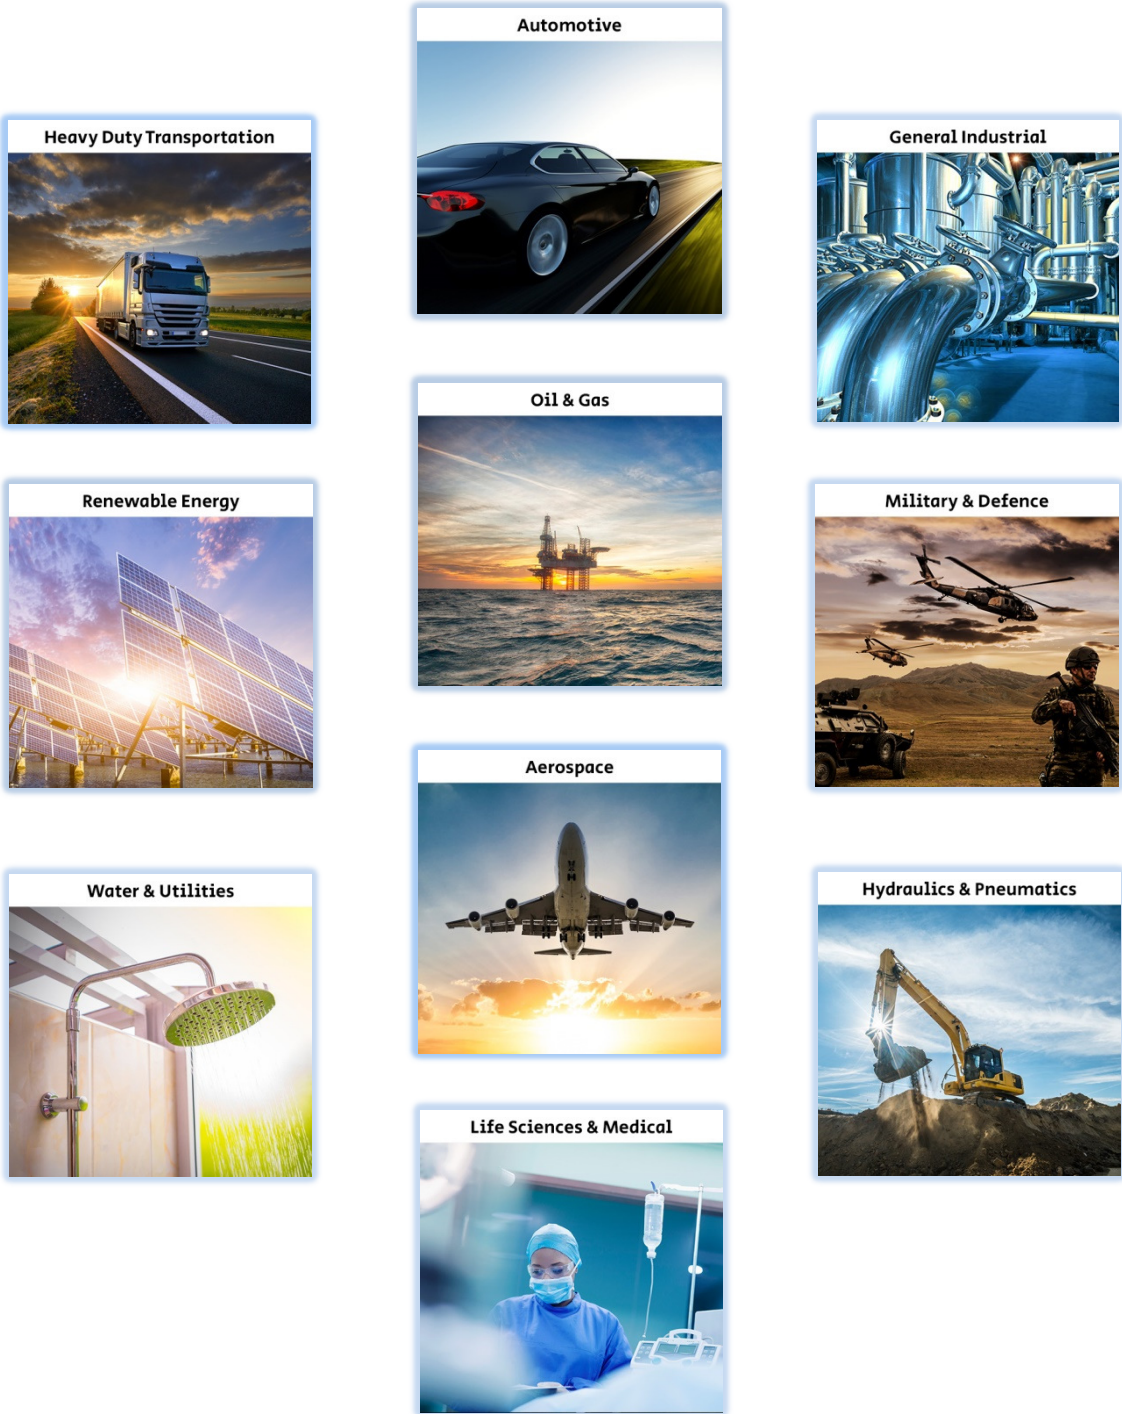 Automotive
Heavy Duty Transportation
General Industrial
Oil & Gas
Renewable Energy
Military & Defence
Aerospace
Water & Utilities
Hydraulics & Pneumatics
Life Sciences & Medical